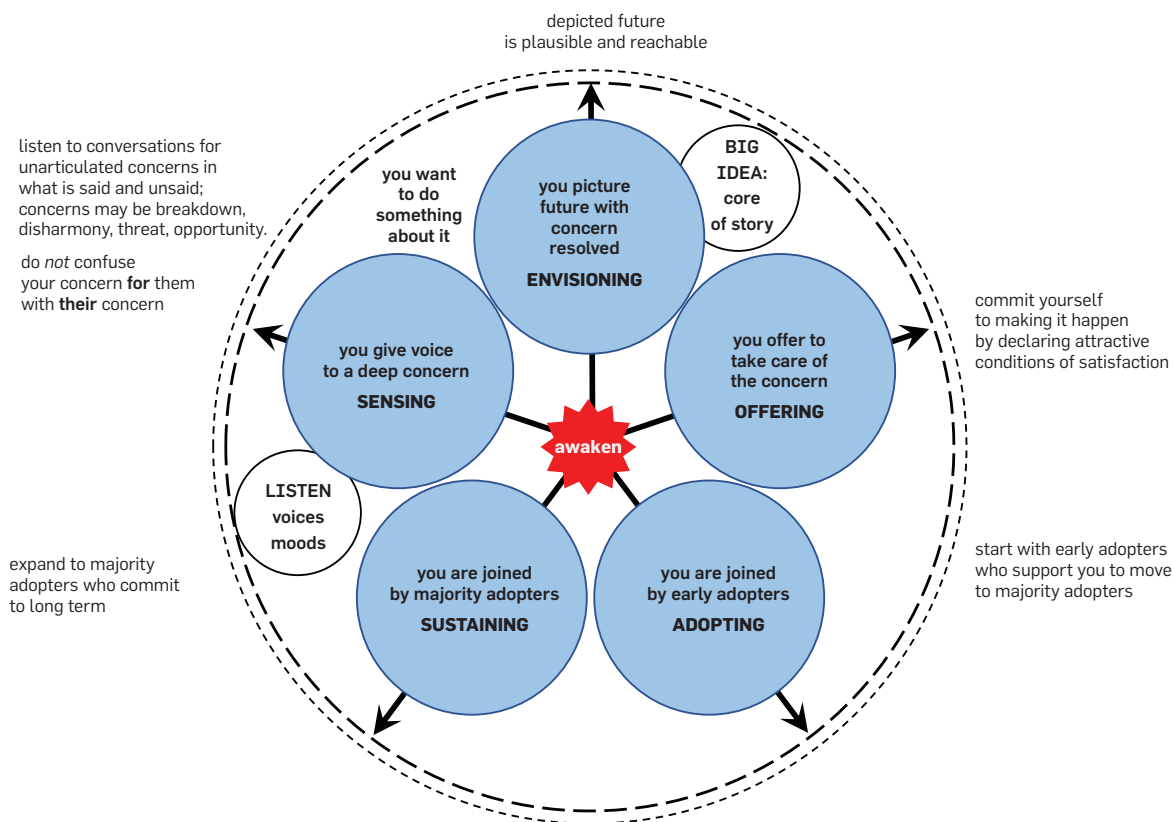 depicted future
is plausible and reachable
listen to conversations for
unarticulated concerns in
what is said and unsaid;
concerns may be breakdown,
disharmony, threat, opportunity.
do not confuse
your concern for them
with their concern
you want
to do
something
about it
you picture
future with
concern
resolved
ENVISIONING
BIG
IDEA:
core
of story
you give voice
to a deep concern
SENSING
you offer to
take care of
the concern
OFFERING
commit yourself
to making it happen
by declaring attractive
conditions of satisfaction
awaken
LISTEN
voices
moods
expand to majority
adopters who commit
to long term
you are joined
by majority adopters
SUSTAINING
you are joined
by early adopters
ADOPTING
start with early adopters
who support you to move
to majority adopters